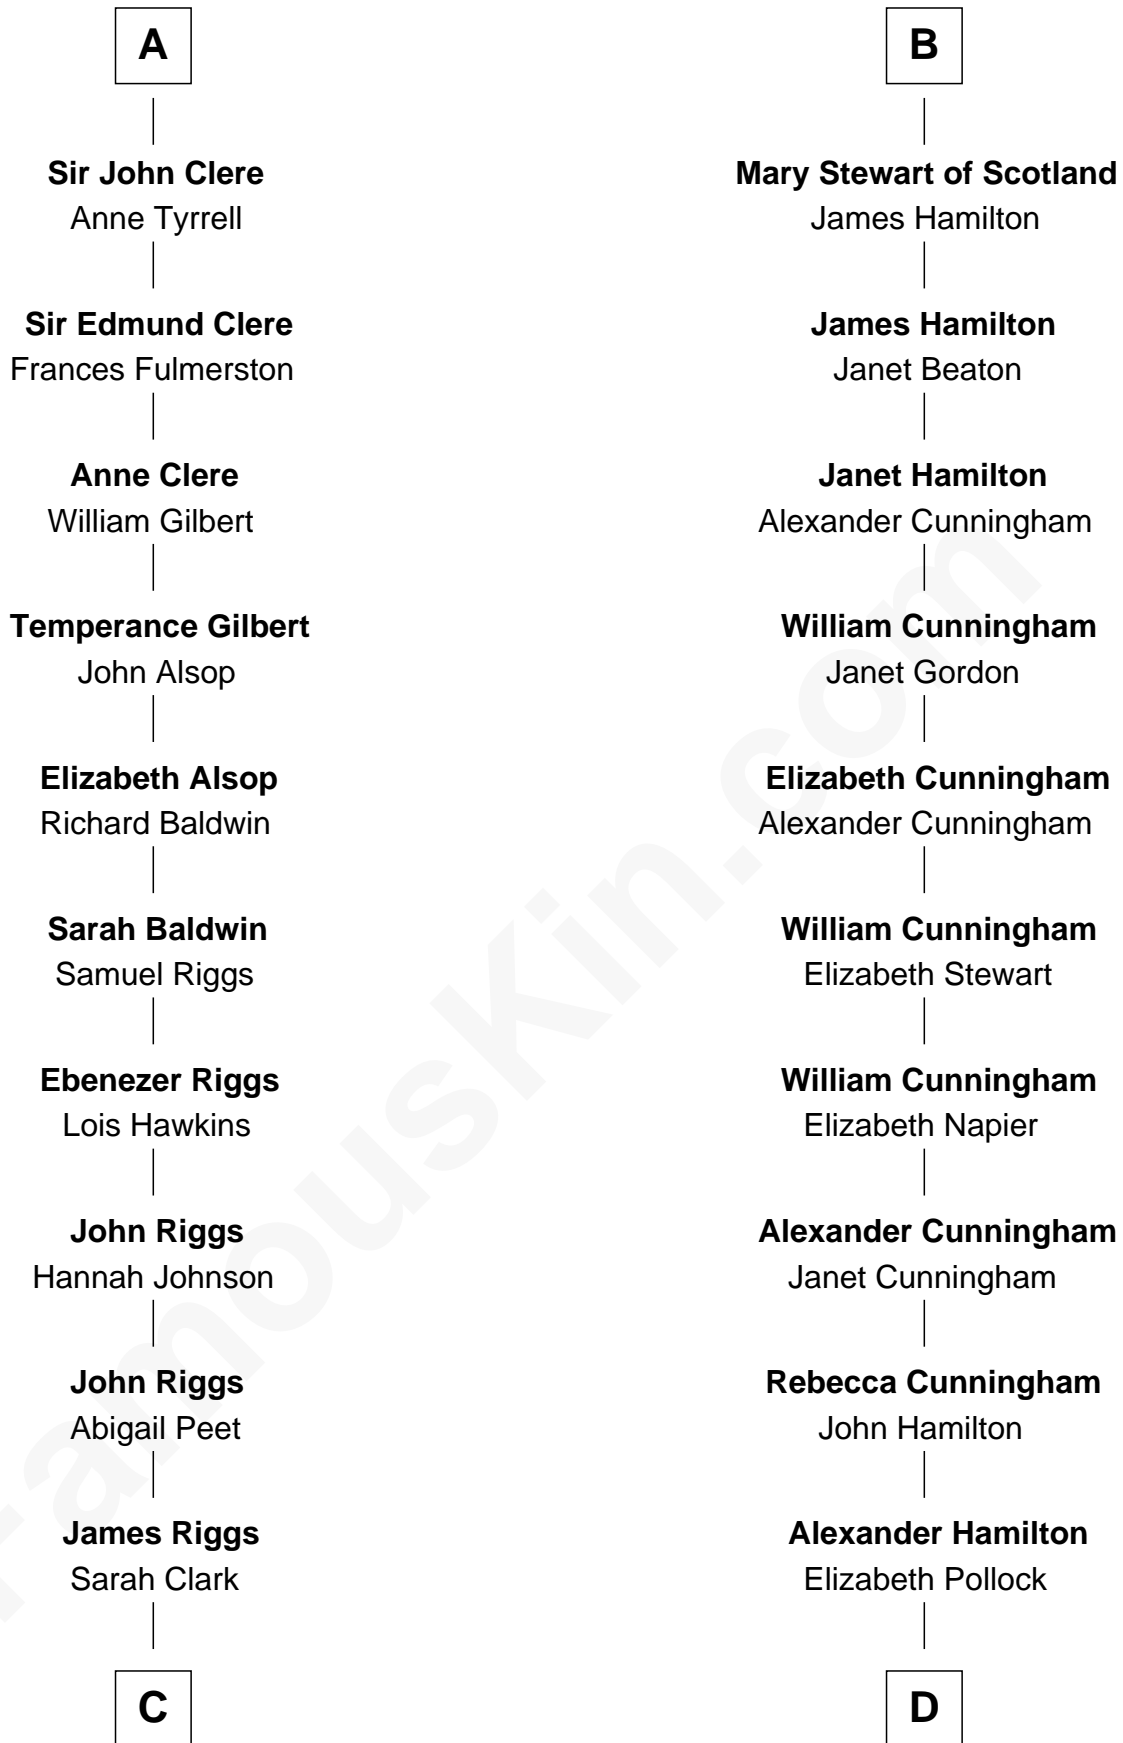 A
Sir John Clere
Anne Tyrrell
Sir Edmund Clere
Frances Fulmerston
Anne Clere
William Gilbert
Temperance Gilbert
John Alsop
Elizabeth Alsop
Richard Baldwin
Sarah Baldwin
Samuel Riggs
Ebenezer Riggs
Lois Hawkins
John Riggs
Hannah Johnson
John Riggs
Abigail Peet
James Riggs
Sarah Clark
C
B
Mary Stewart of Scotland
James Hamilton
James Hamilton
Janet Beaton
Janet Hamilton
Alexander Cunningham
William Cunningham
Janet Gordon
Elizabeth Cunningham
Alexander Cunningham
William Cunningham
Elizabeth Stewart
William Cunningham
Elizabeth Napier
Alexander Cunningham
Janet Cunningham
Rebecca Cunningham
John Hamilton
Alexander Hamilton
Elizabeth Pollock
D
FamousKin.com